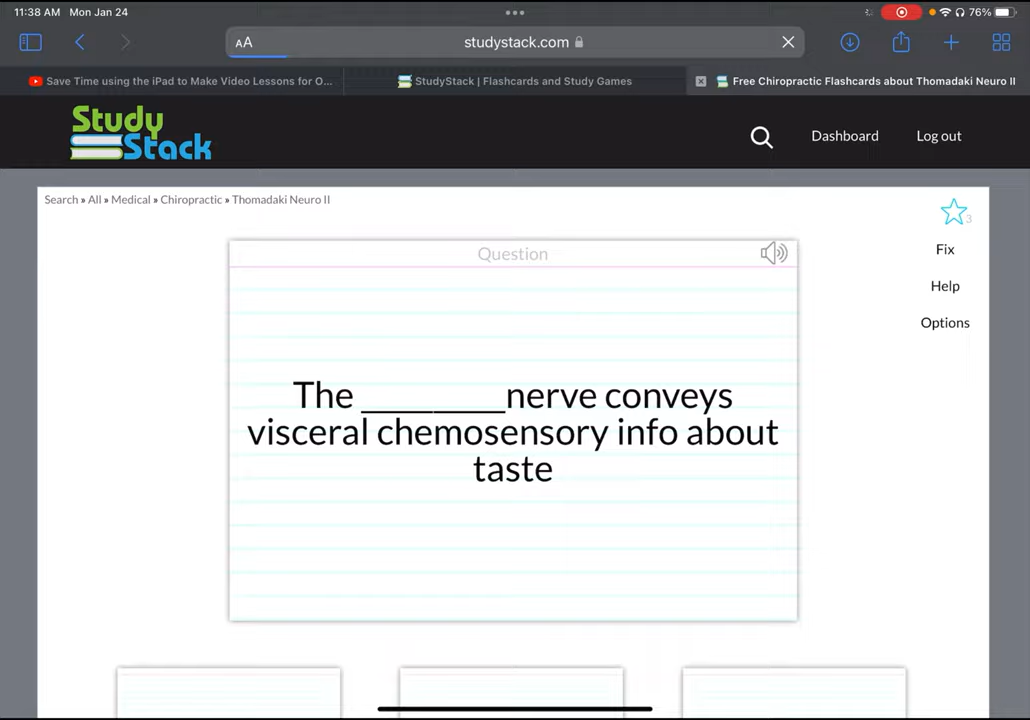 11:38 AM Mon Jan 24
76%
AA
studystack.com
Save Time using the iPad to Make Video Lessons for O...
StudyStack | Flashcards and Study Games
Free Chiropractic Flashcards about Thomadaki Neuro II
Study
Stack
Dashboard
Log out
Search » All » Medical » Chiropractic » Thomadaki Neuro II
3
Fix
Help
Options
Question
The ________nerve conveys
visceral chemosensory info about
taste